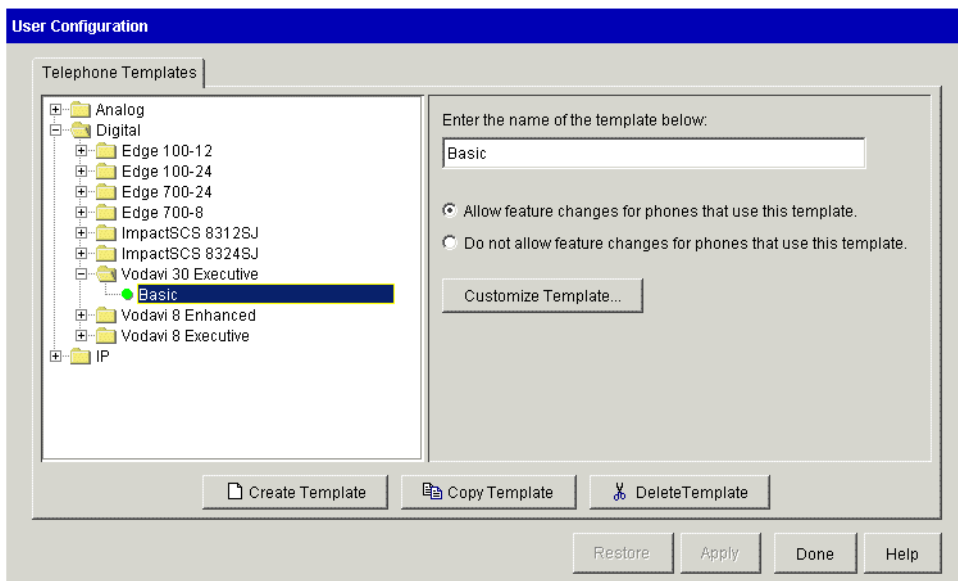 User Configuration
Telephone Templates
Analog
Digital
Edge 100-12
Edge 100-24
Edge 700-24
Edge 700-8
ImpactSCS 8312SJ
ImpactSCS 8324SJ
Vodavi 30 Executive
Basic
Vodavi 8 Enhanced
Vodavi 8 Executive
IP
Enter the name of the template below:
Basic
Allow feature changes for phones that use this template.
Do not allow feature changes for phones that use this template.
Customize Template...
Create Template
Copy Template
DeleteTemplate
Restore
Apply
Done
Help